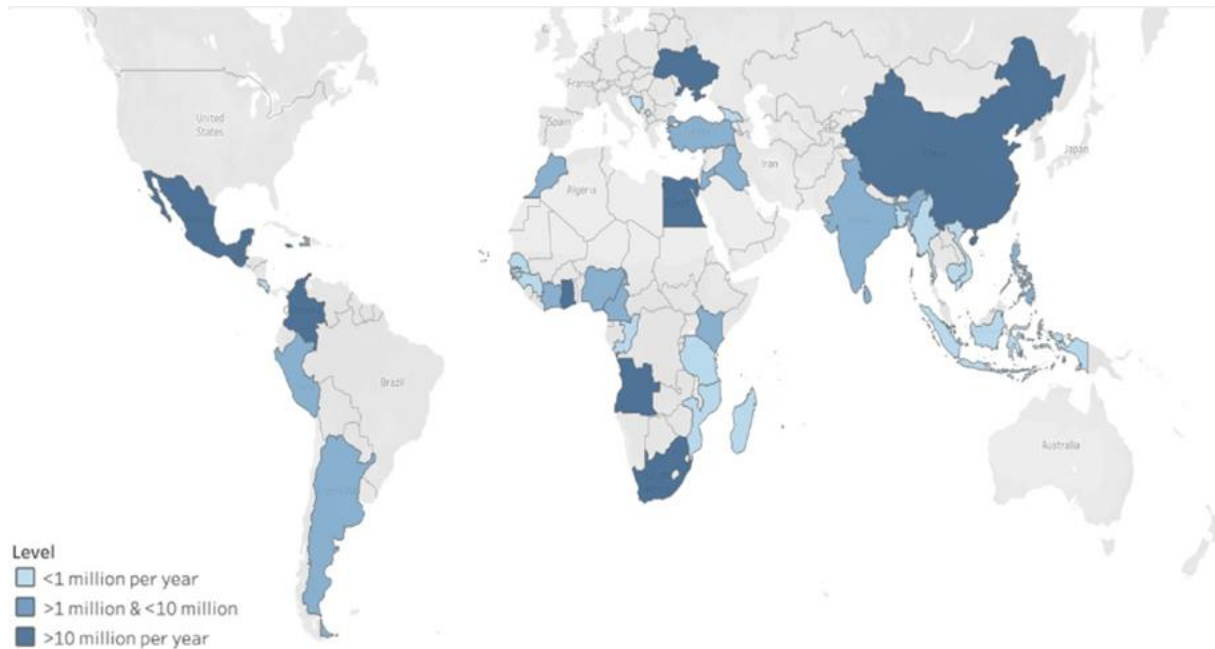 United
States
France
Spain
Algeria
Iran
Japan
Brazil
Australia
Level
<1 million per year
>1 million & <10 million
>10 million per year